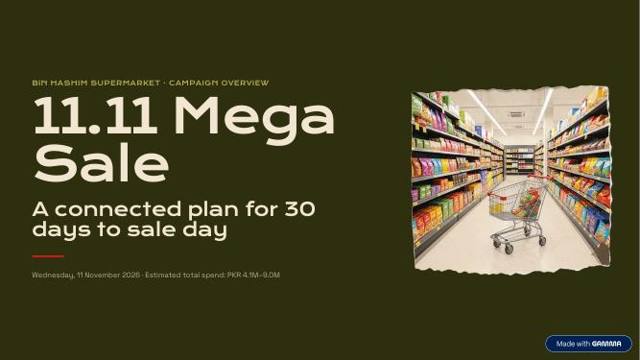 BIN HASHIM SUPERMARKET · CAMPAIGN OVERVIEW
11.11 Mega
Sale
A connected plan for 30
days to sale day
Wednesday, 11 November 2026 · Estimated total spend: PKR 4.1M–9.0M
Made with GAMMA